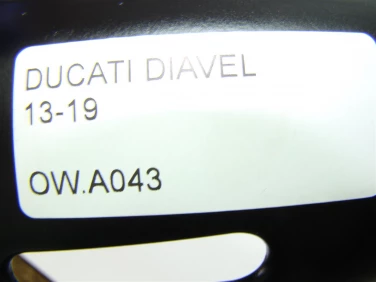 DUCATI DIAVEL
13-19
OW.A043